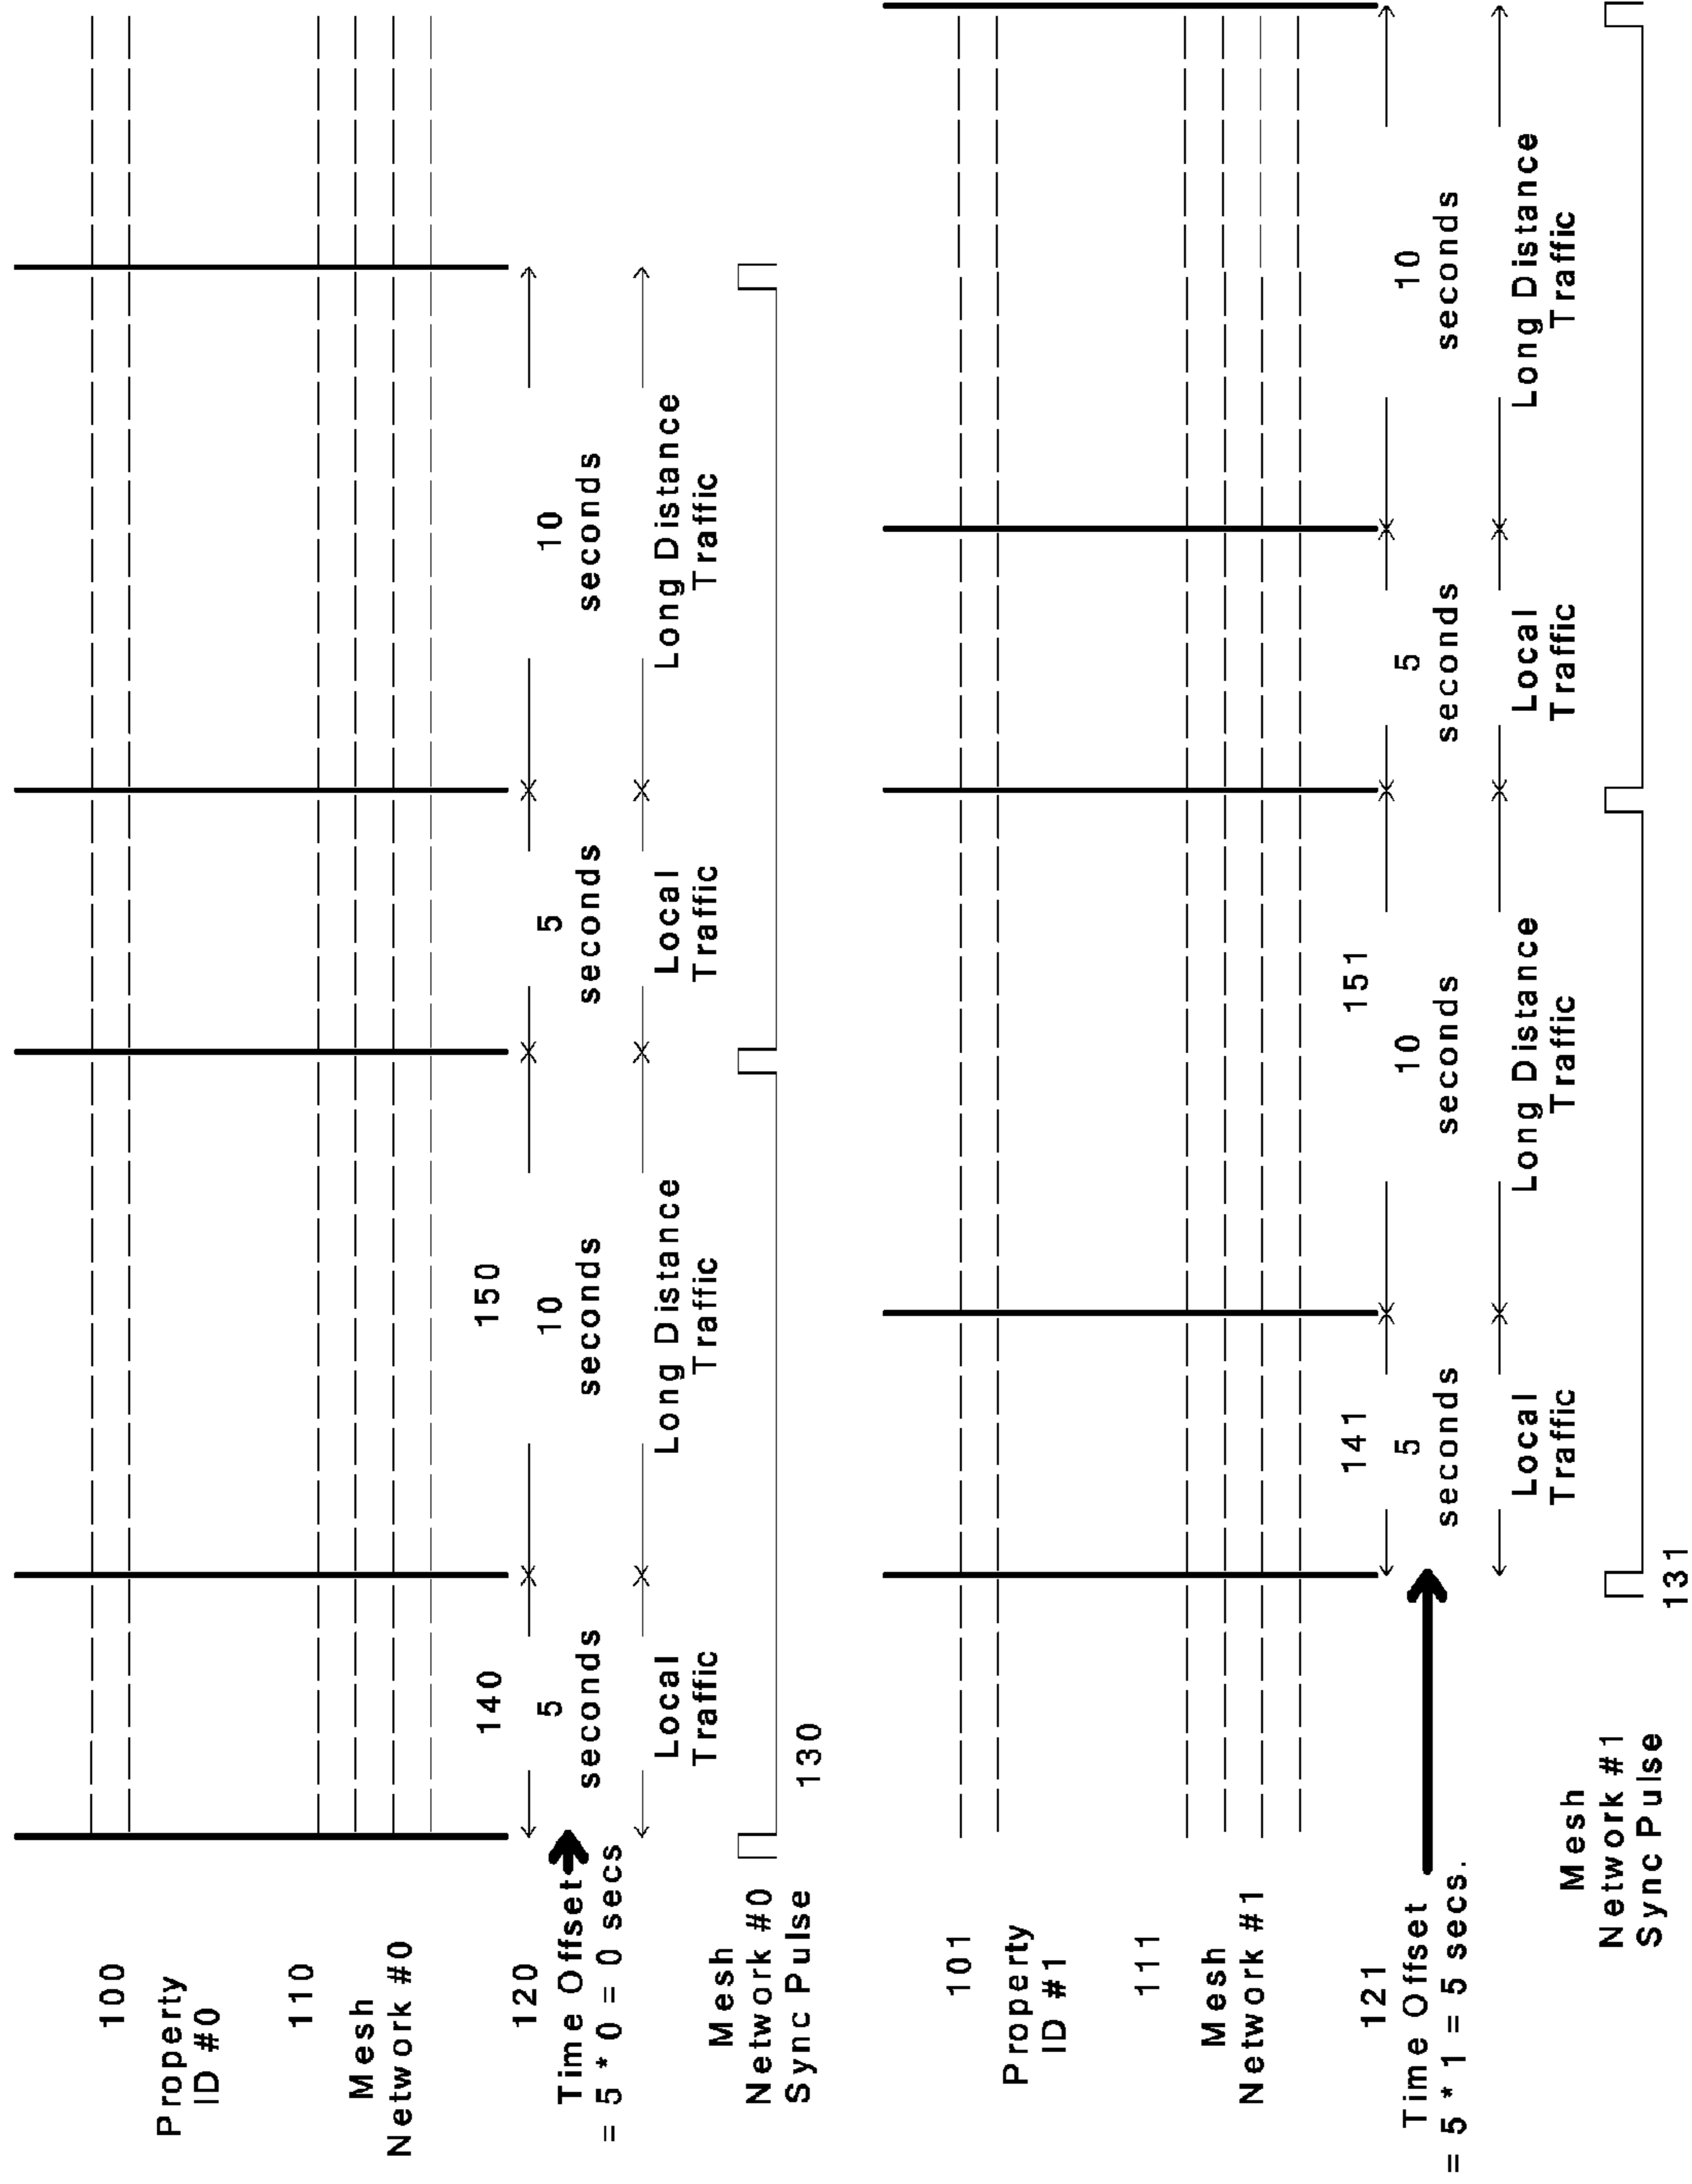 100
Property
ID #0
110
Mesh
Network #0
120
Time Offset
= 5 * 0 = 0 secs
140
150
5
seconds
10
seconds
5
seconds
10
seconds
Local
Traffic
Long Distance
Traffic
Local
Traffic
Long Distance
Traffic
Mesh
Network #0
Sync Pulse
130
101
Property
ID #1
111
Mesh
Network #1
121
Time Offset
= 5 * 1 = 5 secs.
141
151
5
seconds
10
seconds
5
seconds
10
seconds
Local
Traffic
Long Distance
Traffic
Local
Traffic
Long Distance
Traffic
Mesh
Network #1
Sync Pulse
131